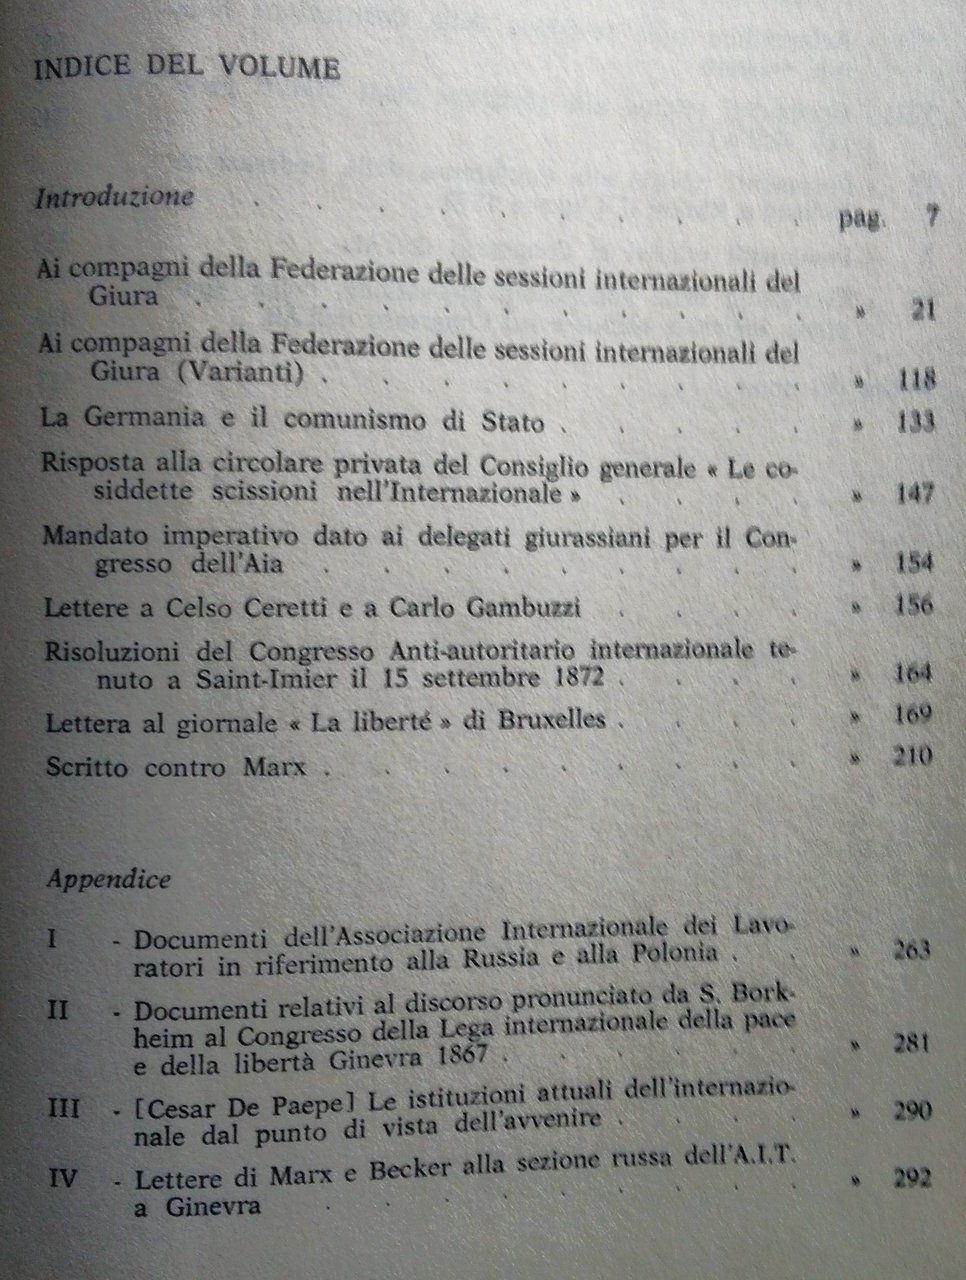 INDICE DEL VOLUME
Introduzione . . . . . . . . . . pag. 7
Ai compagni della Federazione delle sessioni internazionali del
Giura . . . . . . . . . . . » 21
Ai compagni della Federazione delle sessioni internazionali del
Giura (Varianti) . . . . . . . . . » 118
La Germania e il comunismo di Stato . . . . . » 133
Risposta alla circolare privata del Consiglio generale « Le co-
siddette scissioni nell'Internazionale » . . . . » 147
Mandato imperativo dato ai delegati giurassiani per il Con-
gresso dell'Aia . . . . . . . . . » 154
Lettere a Celso Ceretti e a Carlo Gambuzzi . . . . » 156
Risoluzioni del Congresso Anti-autoritario internazionale te-
nuto a Saint-Imier il 15 settembre 1872 . . . . » 164
Lettera al giornale « La liberté » di Bruxelles . . . . » 169
Scritto contro Marx . . . . . . . . . » 210
Appendice
I - Documenti dell'Associazione Internazionale dei Lavo-
ratori in riferimento alla Russia e alla Polonia . . » 263
II - Documenti relativi al discorso pronunciato da S. Bork-
heim al Congresso della Lega internazionale della pace
e della libertà Ginevra 1867 . . . . . . » 281
III - [Cesar De Paepe] Le istituzioni attuali dell'internazio-
nale dal punto di vista dell'avvenire . . . . » 290
IV - Lettere di Marx e Becker alla sezione russa dell'A.I.T.
a Ginevra . . . . . . . . . » 292